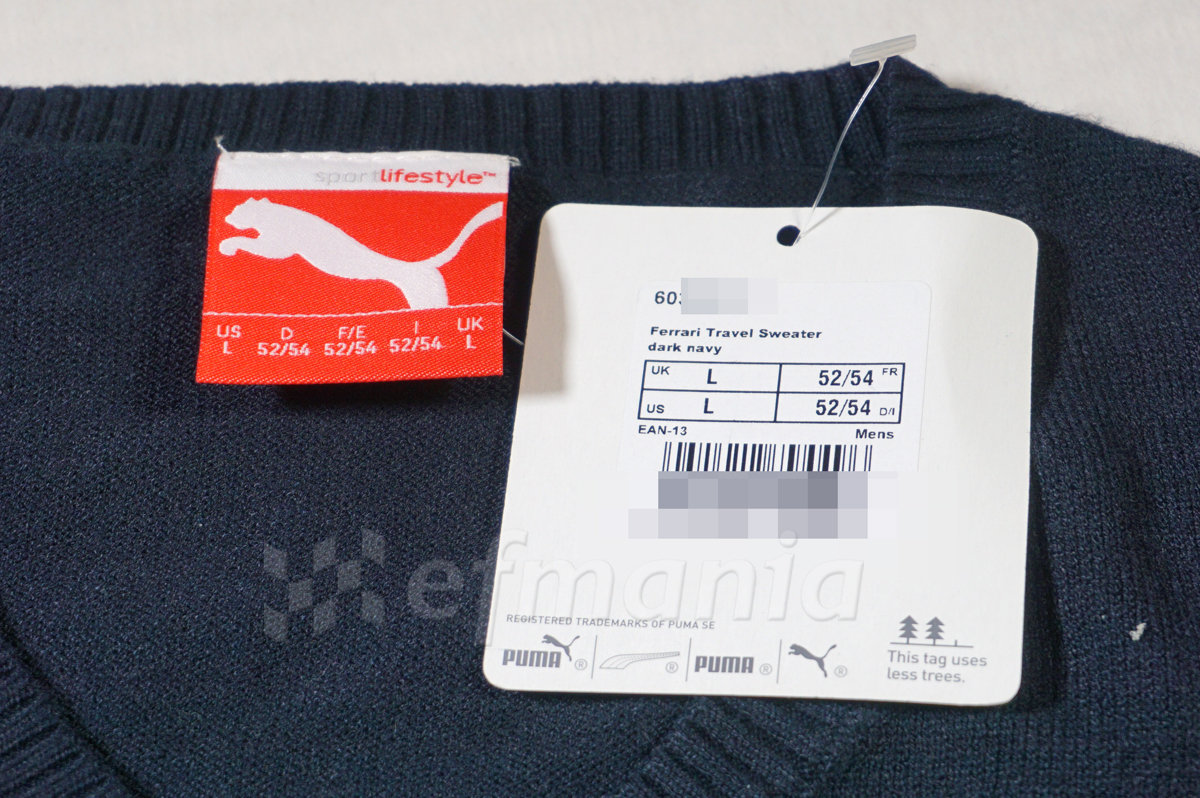 sportlifestyle™
US D F/E I UK
L 52/54 52/54 52/54 L
60
Ferrari Travel Sweater
dark navy
UK L 52/54 FR
US L 52/54 D/I
EAN-13 Mens
efmania
REGISTERED TRADEMARKS OF PUMA SE
PUMA® ® PUMA® ®
This tag uses
less trees.